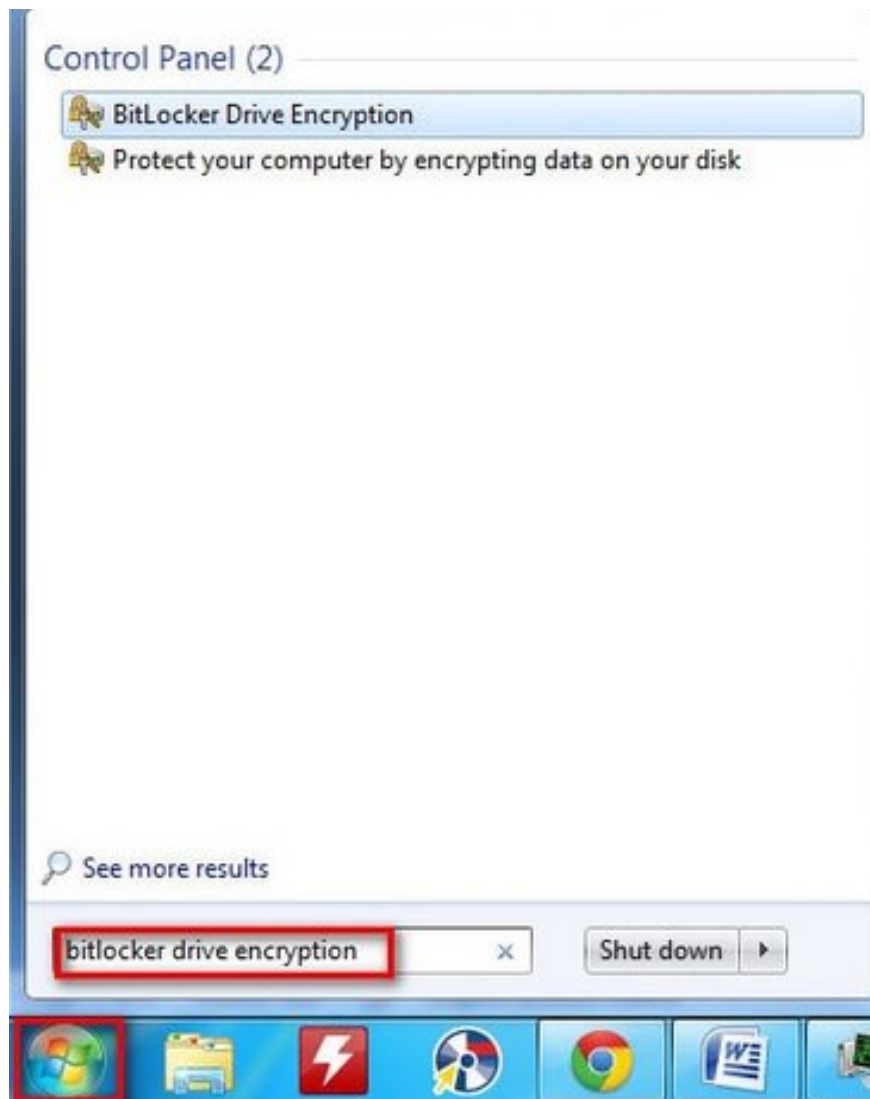 Control Panel (2)
BitLocker Drive Encryption
Protect your computer by encrypting data on your disk
See more results
bitlocker drive encryption
Shut down
W